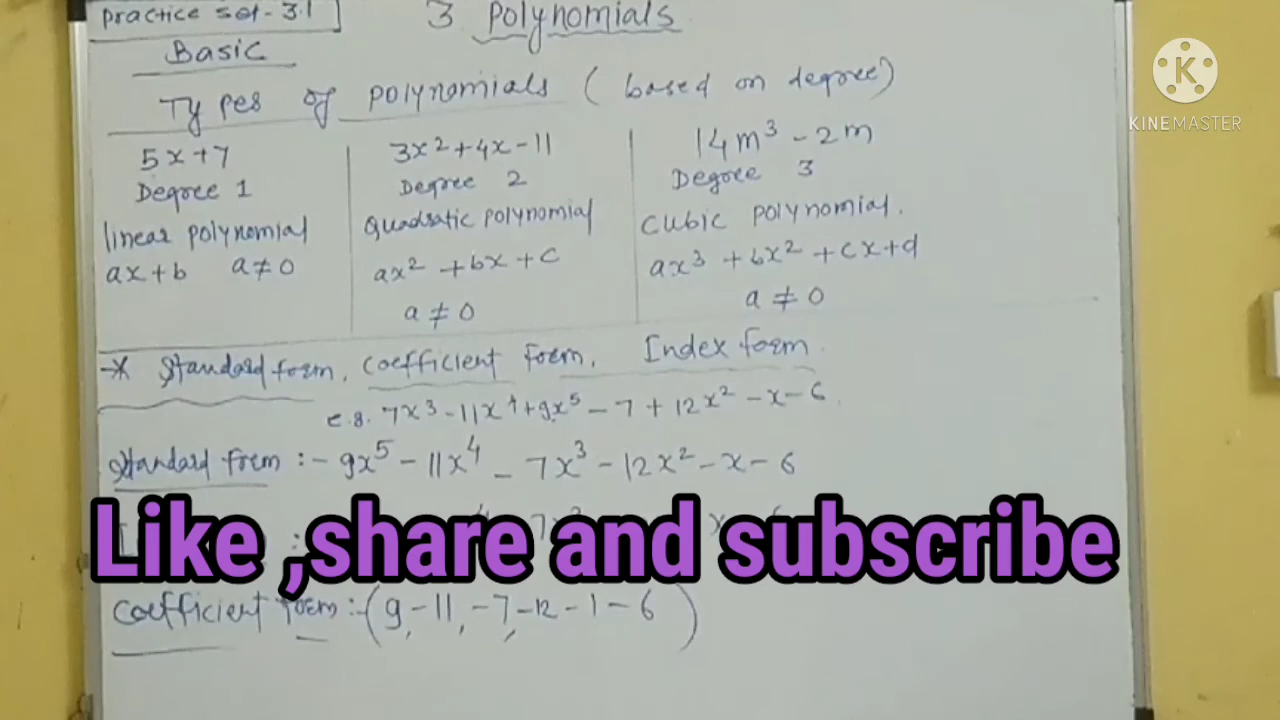 Practice set-3.1
3 Polynomials
Basic
Types of polynomials (based on degree)
5x+7
Degree 1
linear polynomial
ax+b a≠0
3x²+4x-11
Degree 2
Quadratic polynomial
ax² +bx+c
a≠0
14m³-2m
Degree 3
Cubic polynomial.
ax³ +bx² +cx+d
a≠0
* Standard form, Coefficient form, Index form
e.g. 7x³-11x⁴+9x⁵-7+12x²-x-6
Standard form :- 9x⁵-11x⁴-7x³-12x²-x-6
Like ,share and subscribe
Coefficient form:-(9,-11,-7,-12-1-6)
KINEMASTER